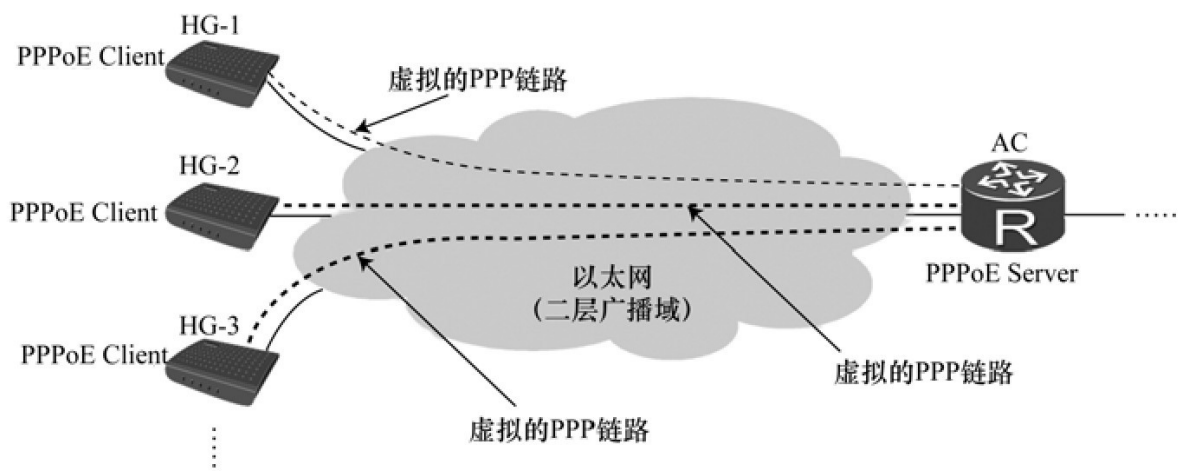 HG-1
PPPoE Client
虚拟的PPP链路
HG-2
PPPoE Client
AC
R
PPPoE Server
以太网
(二层广播域)
HG-3
PPPoE Client
虚拟的PPP链路
虚拟的PPP链路